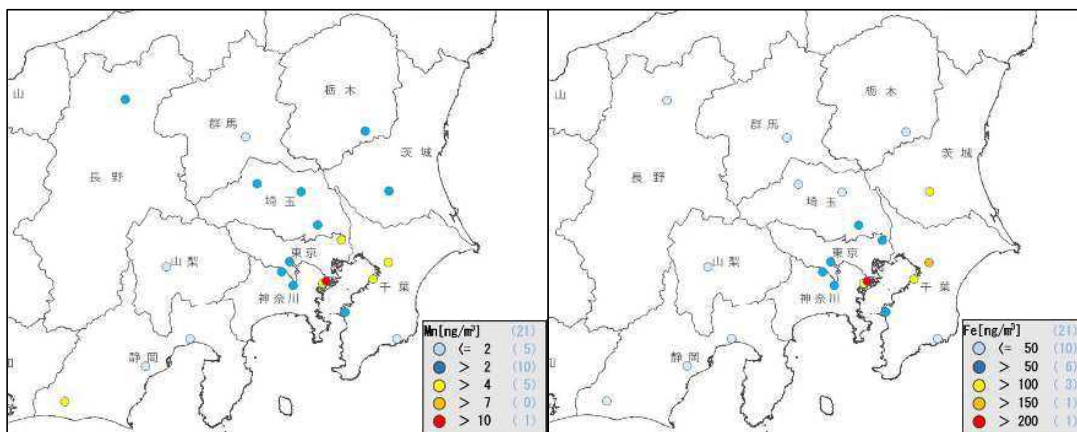 山
栃 木
群 馬
茨 城
長 野
埼 玉
東 京
山 梨
千 葉
神 奈 川
静 岡
知
Mn[ng/m³] (21)
<= 2 ( 5)
> 2 (10)
> 4 ( 5)
> 7 ( 0)
> 10 ( 1)
山
栃 木
群 馬
茨 城
長 野
埼 玉
東 京
山 梨
千 葉
神 奈 川
静 岡
知
Fe[ng/m³] (21)
<= 50 (10)
> 50 ( 6)
> 100 ( 3)
> 150 ( 1)
> 200 ( 1)